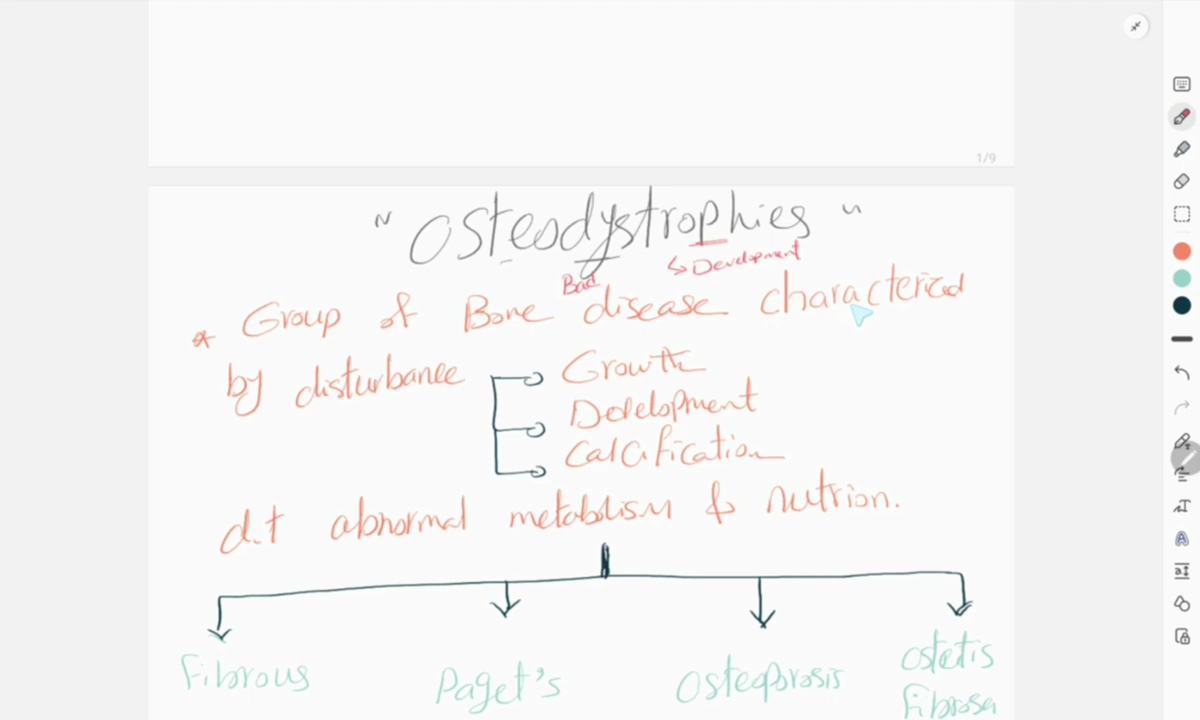 1/9
"Osteodystrophies"
Bad
↳ Development
* Group of Bone disease characterized
by disturbance
Growth
Development
Calcification
d.t abnormal metabolism & nutrion.
Fibrous Paget's Osteoporosis ostetis
fibrosa